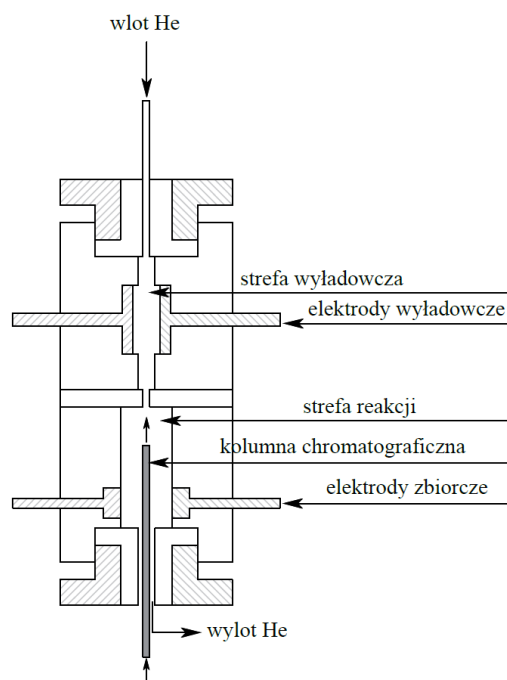 wlot He
strefa wyładowcza
elektrody wyładowcze
strefa reakcji
kolumna chromatograficzna
elektrody zbiorcze
wylot He